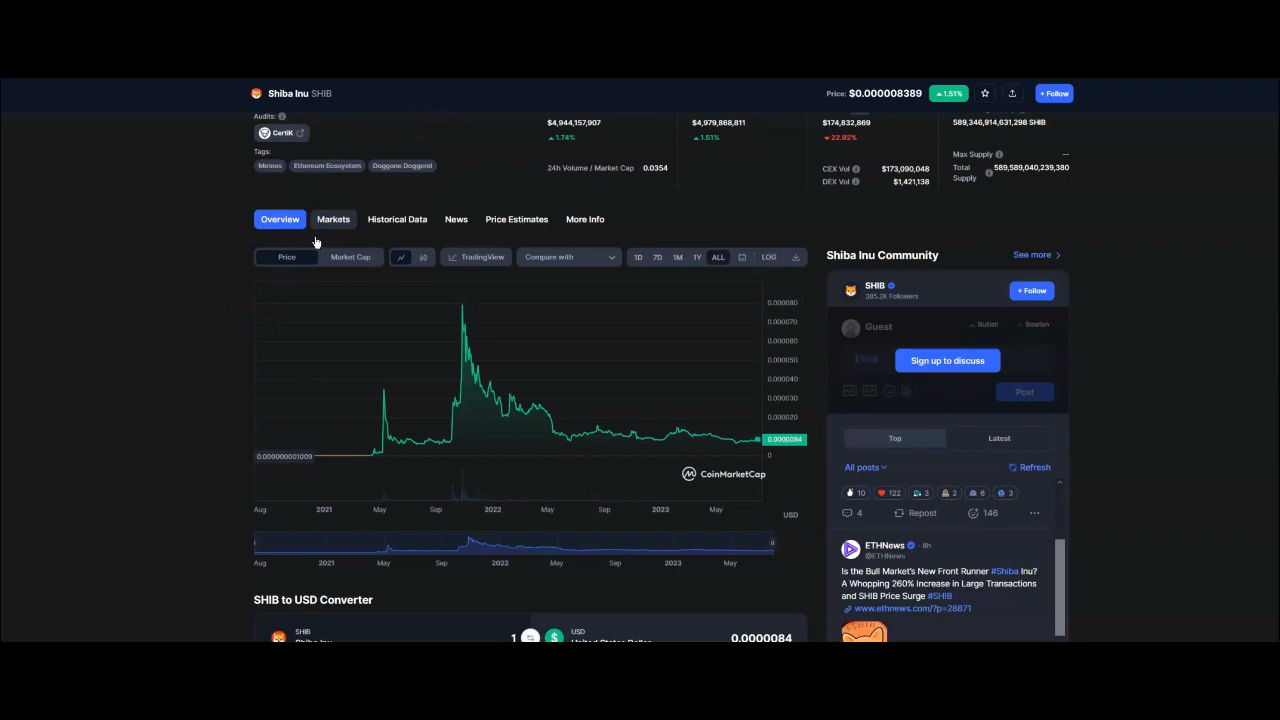 Shiba Inu SHIB
Price: $0.000008389
1.51%
+ Follow
Audits:
CertiK
Tags:
Memes
Ethereum Ecosystem
Doggone Doggerel
$4,944,157,907
1.74%
24h Volume / Market Cap 0.0354
$4,979,868,811
1.51%
$174,832,869
22.92%
CEX Vol $173,090,048
DEX Vol $1,421,138
589,346,914,631,298 SHIB
Max Supply --
Total Supply 589,589,040,239,380
Overview
Markets
Historical Data
News
Price Estimates
More Info
Price
Market Cap
TradingView
Compare with
1D
7D
1M
1Y
ALL
LOG
0.000080
0.000070
0.000060
0.000050
0.000040
0.000030
0.000020
0.0000084
0
0.000000001009
CoinMarketCap
Aug 2021 May Sep 2022 May Sep 2023 May
USD
Aug 2021 May Sep 2022 May Sep 2023 May
SHIB to USD Converter
SHIB
1
USD
0.0000084
Shiba Inu Community
See more
SHIB
385.2K Followers
+ Follow
Guest
Bullish
Bearish
$SHIB
Sign up to discuss
Post
Top
Latest
All posts
Refresh
10
122
3
2
6
3
4
Repost
146
ETHNews · 8h
@ETHNews
Is the Bull Market's New Front Runner #Shiba Inu?
A Whopping 260% Increase in Large Transactions
and SHIB Price Surge #SHIB
www.ethnews.com/?p=28871